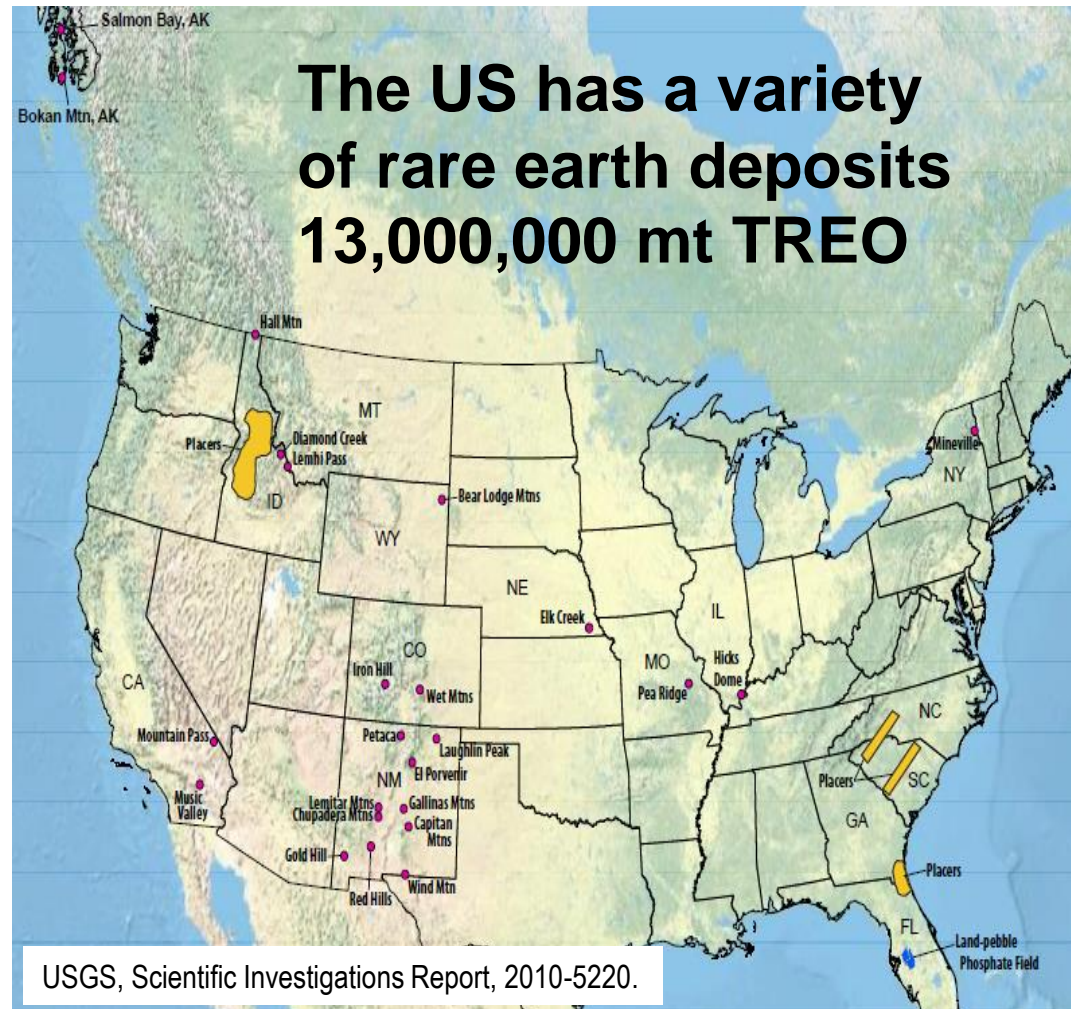 Salmon Bay, AK
Bokan Mtn, AK
The US has a variety
of rare earth deposits
13,000,000 mt TREO
Hall Mtn
MT
Placers
Diamond Creek
Lemhi Pass
ID
Bear Lodge Mtns
WY
Mineville
NY
NE
Elk Creek
IL
CO
Iron Hill
Wet Mtns
MO
Pea Ridge
Hicks
Dome
CA
Mountain Pass
Music
Valley
Petaca
Laughlin Peak
El Porvenir
NM
Lemitar Mtns
Chupadera Mtns
Gallinas Mtns
Capitan
Mtns
Gold Hill
Red Hills
Wind Mtn
NC
Placers
SC
GA
Placers
FL
Land-pebble
Phosphate Field
USGS, Scientific Investigations Report, 2010-5220.